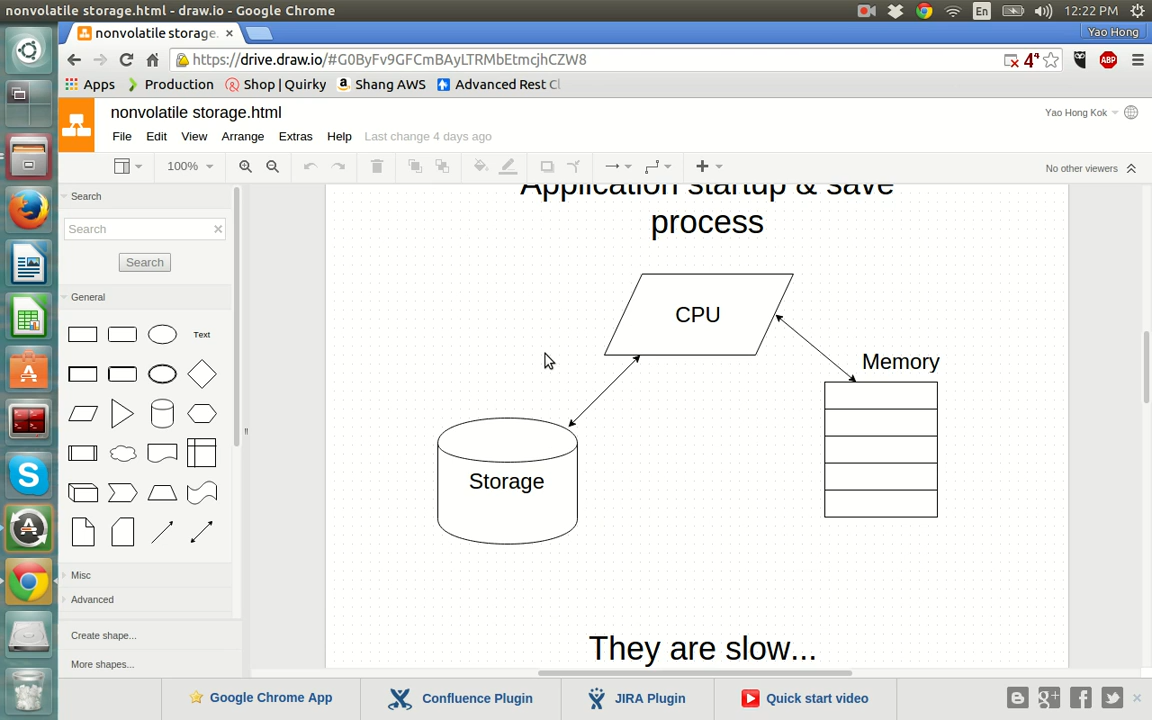 nonvolatile storage.html - draw.io - Google Chrome
En
12:22 PM
nonvolatile storage.
Yao Hong
https://drive.draw.io/#G0ByFv9GFCmBAyLTRMbEtmcjhCZW8
ABP
Apps
Production
Shop | Quirky
Shang AWS
Advanced Rest Cl
nonvolatile storage.html
Yao Hong Kok
File Edit View Arrange Extras Help Last change 4 days ago
100%
No other viewers
Search
Search
Search
General
Text
Misc
Advanced
Create shape...
More shapes...
Application startup & save
process
CPU
Memory
Storage
They are slow...
Google Chrome App
Confluence Plugin
JIRA Plugin
Quick start video